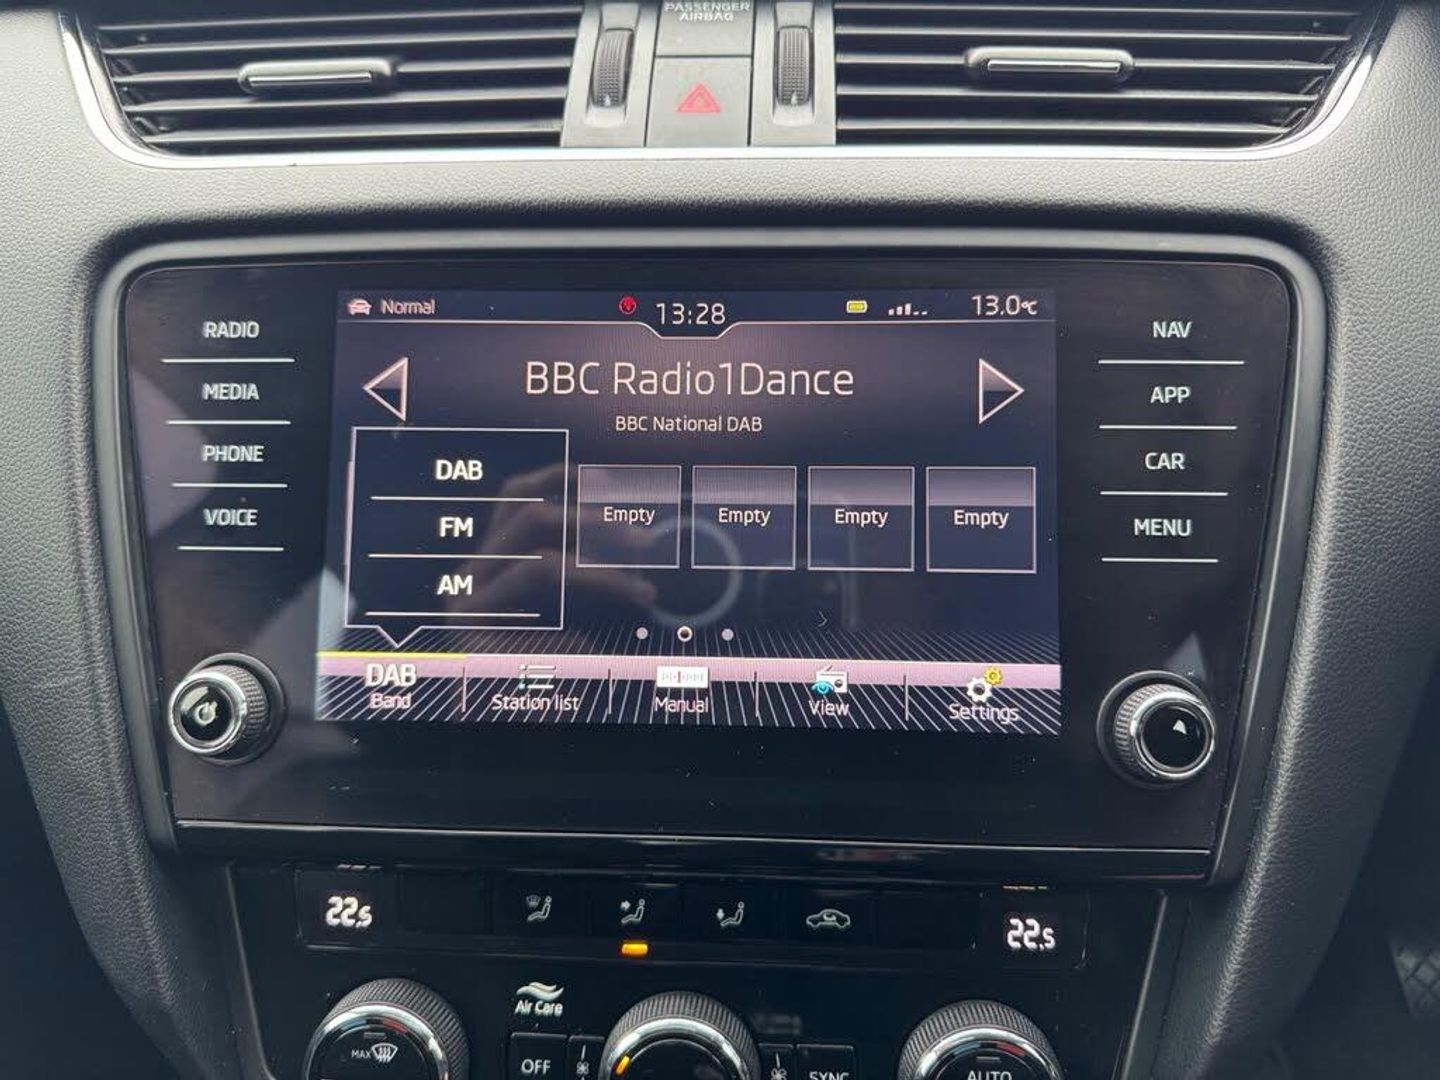 PASSENGER
AIRBAG
Normal
13:28
13.0°C
RADIO
MEDIA
PHONE
VOICE
BBC Radio1Dance
BBC National DAB
DAB
FM
AM
Empty
Empty
Empty
Empty
DAB
Band
Station list
Manual
View
Settings
NAV
APP
CAR
MENU
22.5
22.5
Air Care
MAX
OFF
SYNC
AUTO